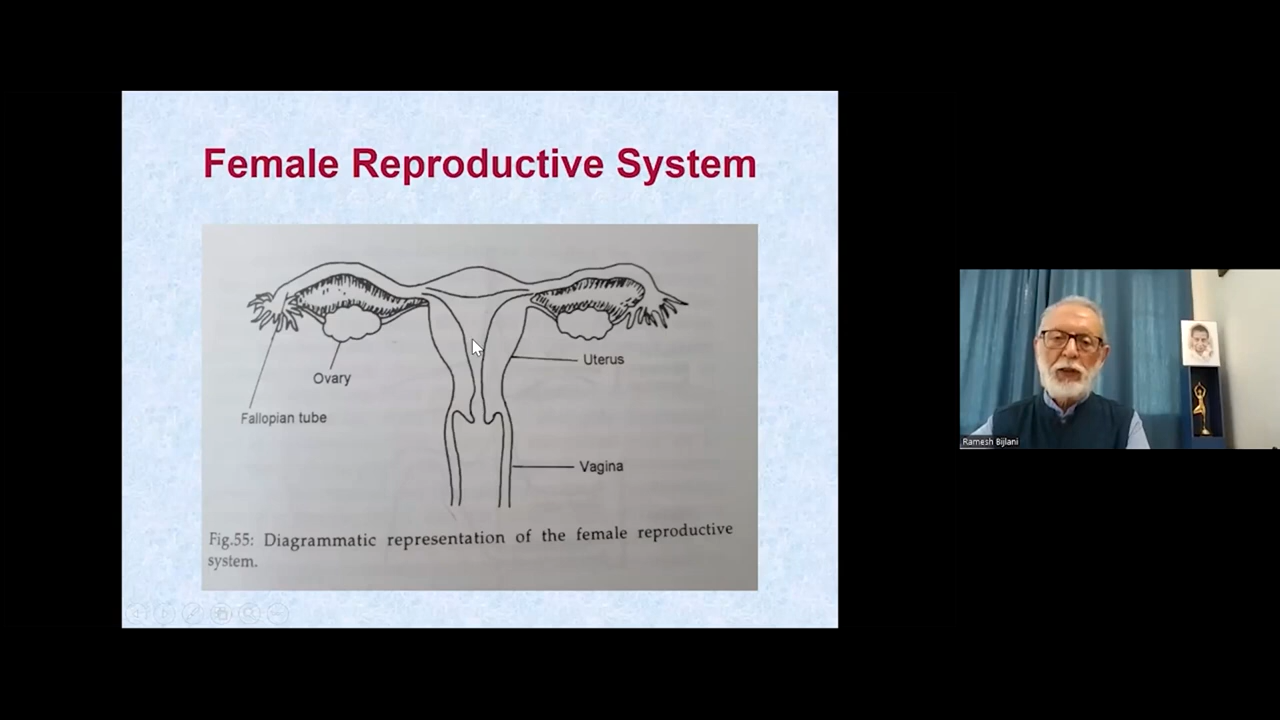 Female Reproductive System
Ovary
Uterus
Fallopian tube
Vagina
Fig.55: Diagrammatic representation of the female reproductive
system.
Ramesh Bijlani